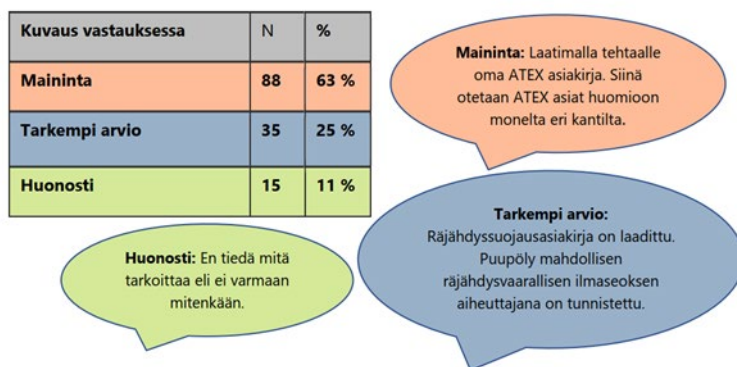 Kuvaus vastauksessa N %
Maininta 88 63 %
Tarkempi arvio 35 25 %
Huonosti 15 11 %
Maininta: Laatimalla tehtaalle
oma ATEX asiakirja. Siinä
otetaan ATEX asiat huomioon
monelta eri kantilta.
Huonosti: En tiedä mitä
tarkoittaa eli ei varmaan
mitenkään.
Tarkempi arvio:
Räjähdyssuojausasiakirja on laadittu.
Puupöly mahdollisen
räjähdysvaarallisen ilmaseoksen
aiheuttajana on tunnistettu.